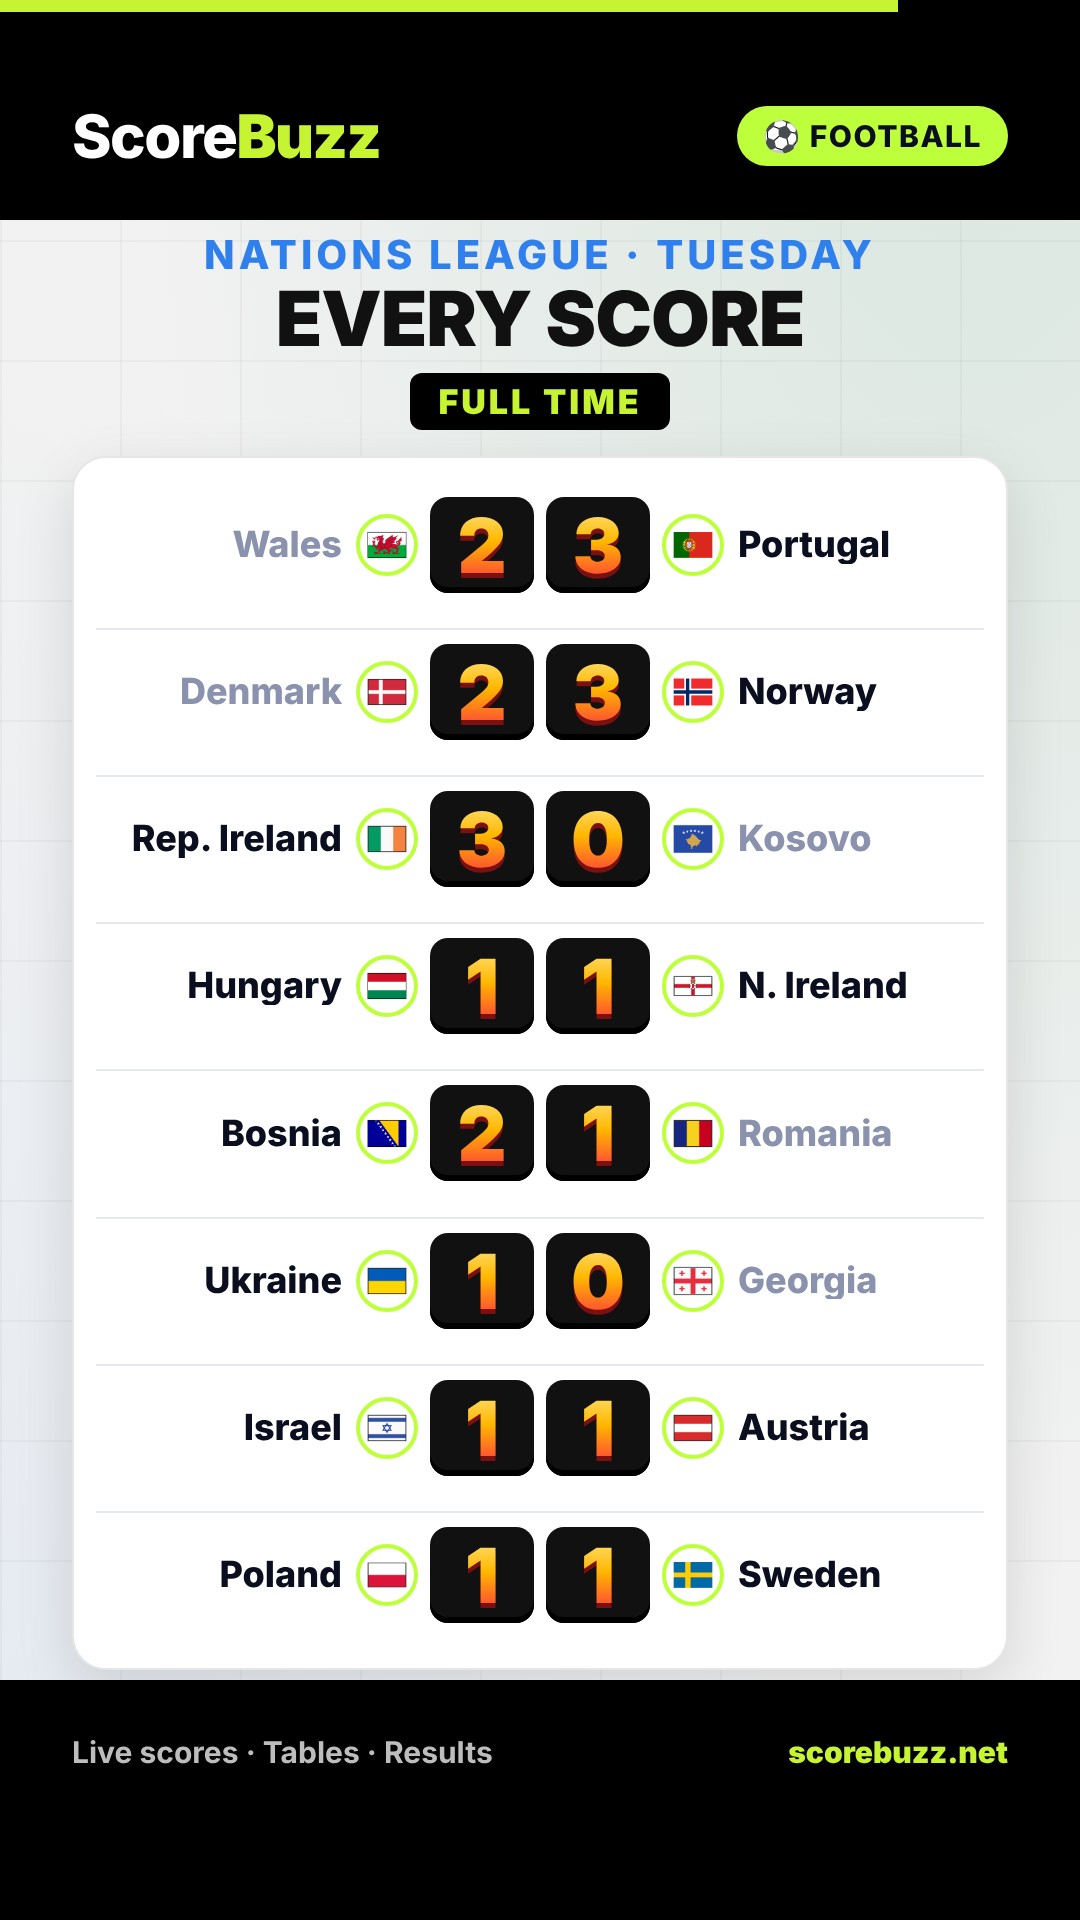 ScoreBuzz
⚽ FOOTBALL
NATIONS LEAGUE · TUESDAY
EVERY SCORE
FULL TIME
Wales 2 3 Portugal
Denmark 2 3 Norway
Rep. Ireland 3 0 Kosovo
Hungary 1 1 N. Ireland
Bosnia 2 1 Romania
Ukraine 1 0 Georgia
Israel 1 1 Austria
Poland 1 1 Sweden
Live scores · Tables · Results
scorebuzz.net